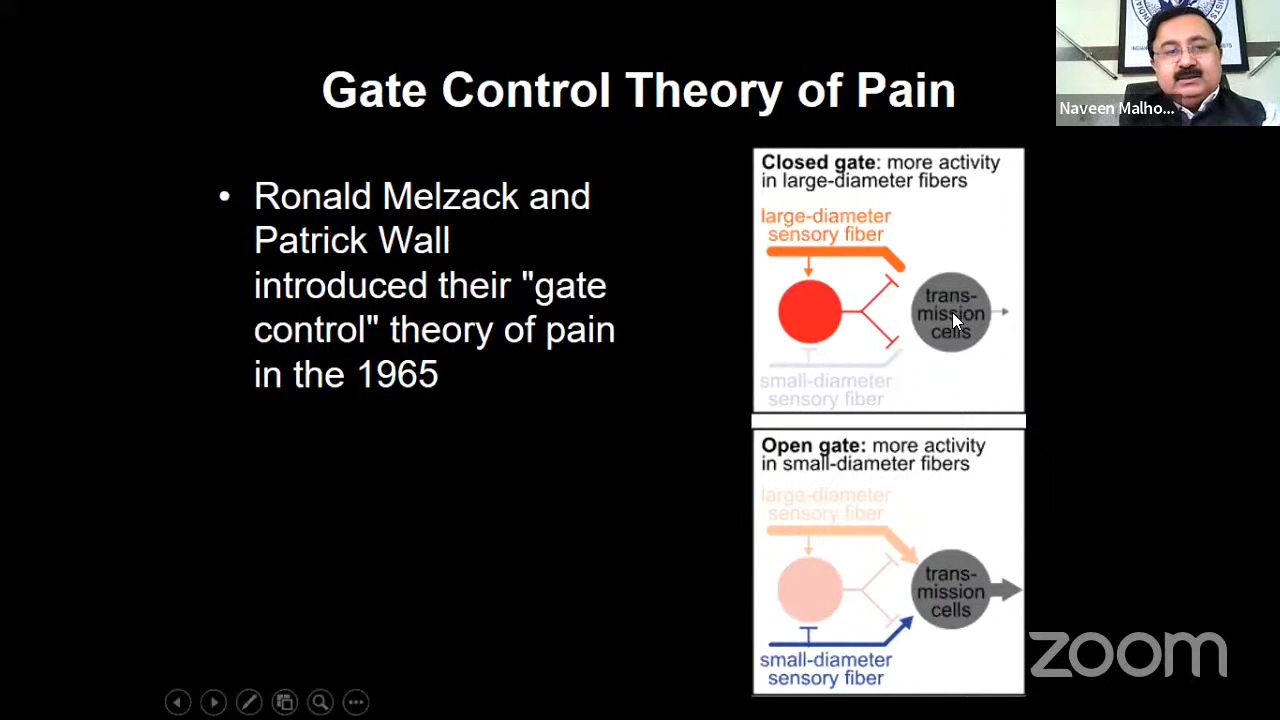 Gate Control Theory of Pain
• Ronald Melzack and
Patrick Wall
introduced their "gate
control" theory of pain
in the 1965
Closed gate: more activity
in large-diameter fibers
large-diameter
sensory fiber
trans-
mission
cells
small-diameter
sensory fiber
Open gate: more activity
in small-diameter fibers
large-diameter
sensory fiber
trans-
mission
cells
small-diameter
sensory fiber
Naveen Malho...
zoom